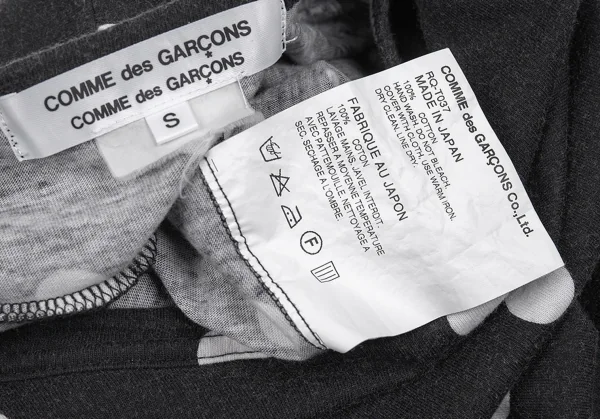 COMME des GARÇONS
COMME des GARÇONS
S
COMME des GARÇONS Co.,Ltd.
RO-T037
MADE IN JAPAN
100% COTTON
HAND WASH. DO NOT BLEACH.
COVER WITH CLOTH. USE WARM IRON.
DRY CLEAN. LINE DRY.
FABRIQUE AU JAPON
100% COTON
LAVAGE MAINS. JAVEL INTERDIT.
REPASSER A MOYENNE TEMPERATURE
AVEC PATTEMOUILLE. NETTOYAGE A
SEC. SECHAGE A L'OMBRE.
F